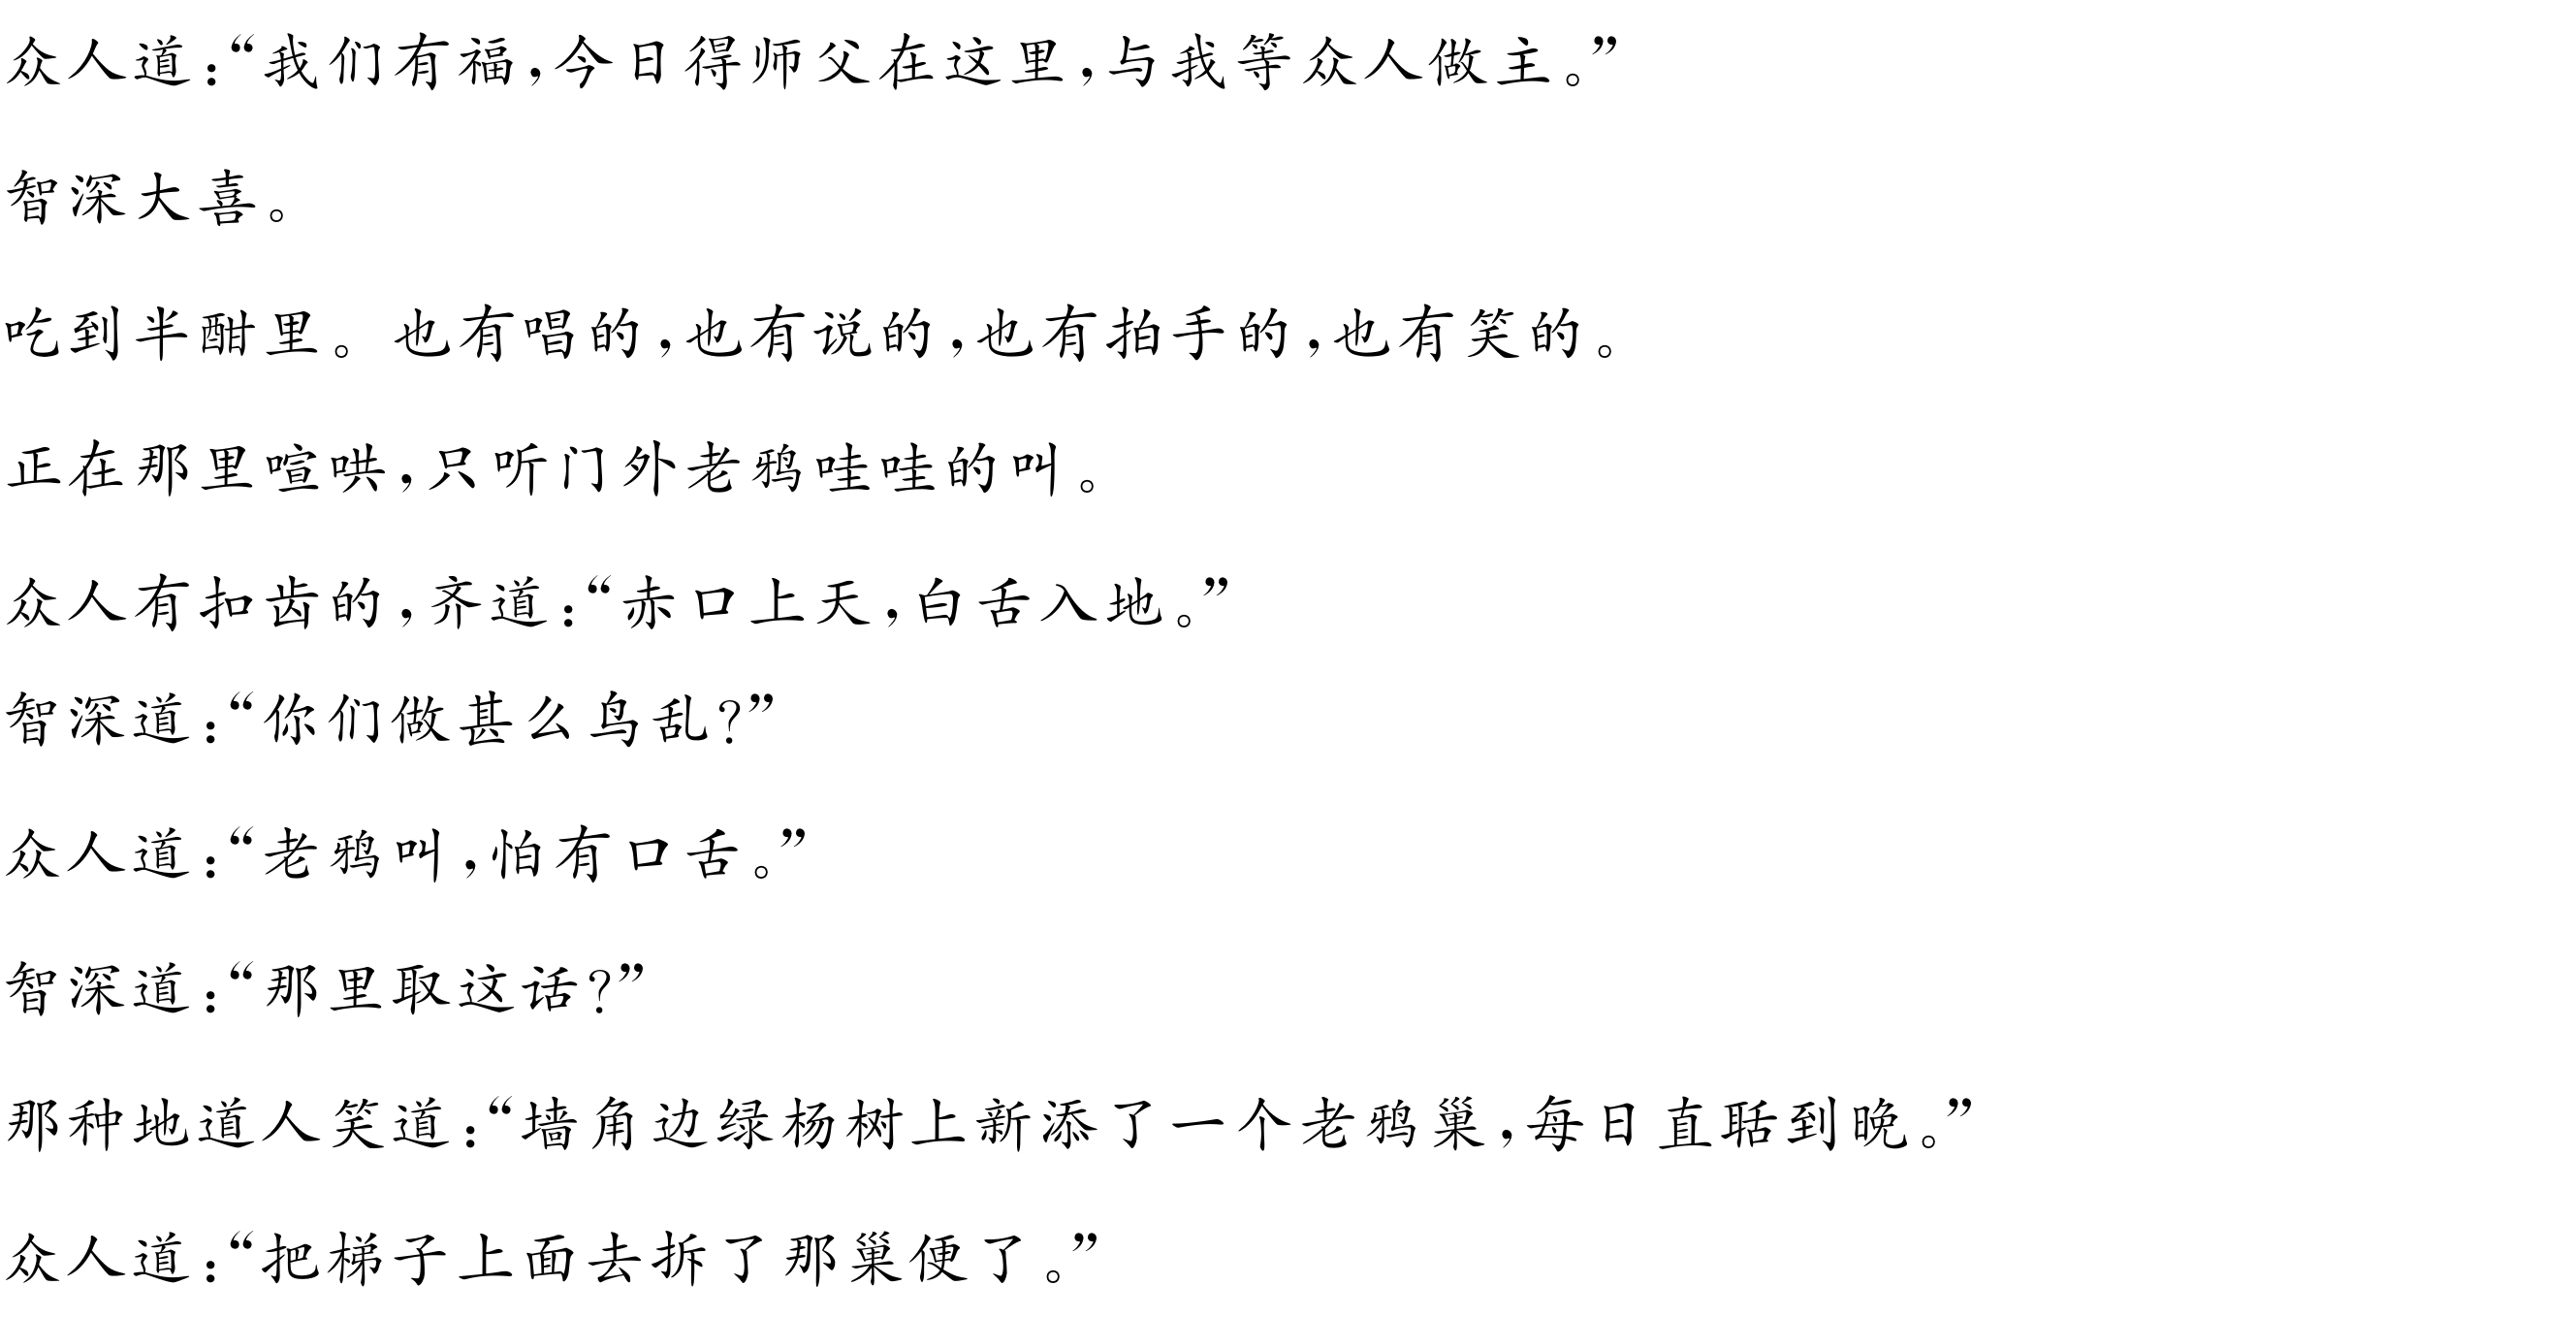 众人道：“我们有福，今日得师父在这里，与我等众人做主。”
智深大喜。
吃到半酣里。也有唱的，也有说的，也有拍手的，也有笑的。
正在那里喧哄，只听门外老鸦哇哇的叫。
众人有扣齿的，齐道：“赤口上天，白舌入地。”
智深道：“你们做甚么鸟乱？”
众人道：“老鸦叫，怕有口舌。”
智深道：“那里取这话？”
那种地道人笑道：“墙角边绿杨树上新添了一个老鸦巢，每日直聒到晚。”
众人道：“把梯子上面去拆了那巢便了。”